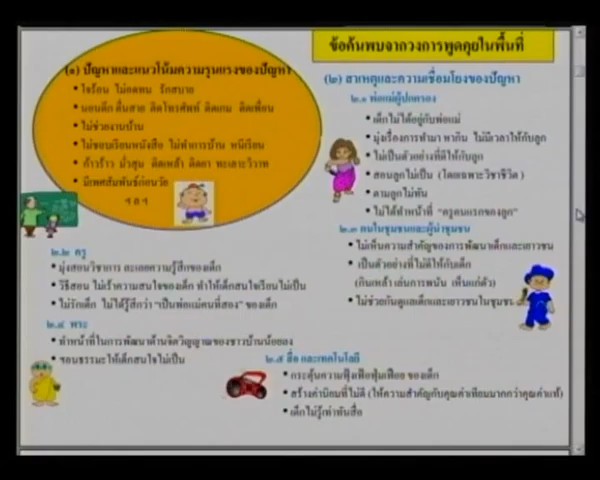 ข้อค้นพบจากวงการพูดคุยในพื้นที่
(๑) ปัญหาและแนวโน้มความรุนแรงของปัญหา
• ใจร้อน ไม่อดทน รักสบาย
• นอนดึก ตื่นสาย ติดโทรศัพท์ ติดเกม ติดเพื่อน
• ไม่ช่วยงานบ้าน
• ไม่ชอบเรียนหนังสือ ไม่ทำการบ้าน หนีเรียน
• ก้าวร้าว มั่วสุม ติดเหล้า ติดยา ทะเลาะวิวาท
• มีเพศสัมพันธ์ก่อนวัย
ฯลฯ
(๒) สาเหตุและความเชื่อมโยงของปัญหา
๒.๑ พ่อแม่ผู้ปกครอง
• เด็กไม่ได้อยู่กับพ่อแม่
• มุ่งเรื่องการทำมาหากิน ไม่มีเวลาให้กับลูก
• ไม่เป็นตัวอย่างที่ดีให้กับลูก
• สอนลูกไม่เป็น (โดยเฉพาะวิชาชีวิต)
• ตามลูกไม่ทัน
• ไม่ได้ทำหน้าที่ "ครูคนแรกของลูก"
๒.๓ คนในชุมชนและผู้นำชุมชน
• ไม่เห็นความสำคัญของการพัฒนาเด็กและเยาวชน
• เป็นตัวอย่างที่ไม่ดีให้กับเด็ก
(กินเหล้า เล่นการพนัน เห็นแก่ตัว)
• ไม่ช่วยกันดูแลเด็กและเยาวชนในชุมชน
๒.๒ ครู
• มุ่งสอนวิชาการ ละเลยความรู้สึกของเด็ก
• วิธีสอน ไม่เร้าความสนใจของเด็ก ทำให้เด็กสนใจเรียนไม่เป็น
• ไม่รักเด็ก ไม่ได้รู้สึกว่า "เป็นพ่อแม่คนที่สอง" ของเด็ก
๒.๔ พระ
• ทำหน้าที่ในการพัฒนาด้านจิตวิญญาณของชาวบ้านน้อยลง
• สอนธรรมะให้เด็กสนใจไม่เป็น
๒.๕ สื่อ และเทคโนโลยี
• กระตุ้นความฟุ้งเฟ้อฟุ่มเฟือย ของเด็ก
• สร้างค่านิยมที่ไม่ดี (ให้ความสำคัญกับคุณค่าเทียมมากกว่าคุณค่าแท้)
• เด็กไม่รู้เท่าทันสื่อ